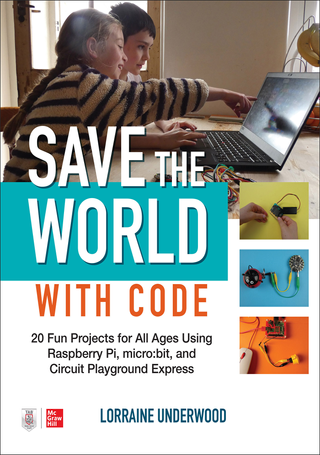 SAVE THE
WORLD
WITH CODE
20 Fun Projects for All Ages Using
Raspberry Pi, micro:bit, and
Circuit Playground Express
Mc
Graw
Hill
LORRAINE UNDERWOOD